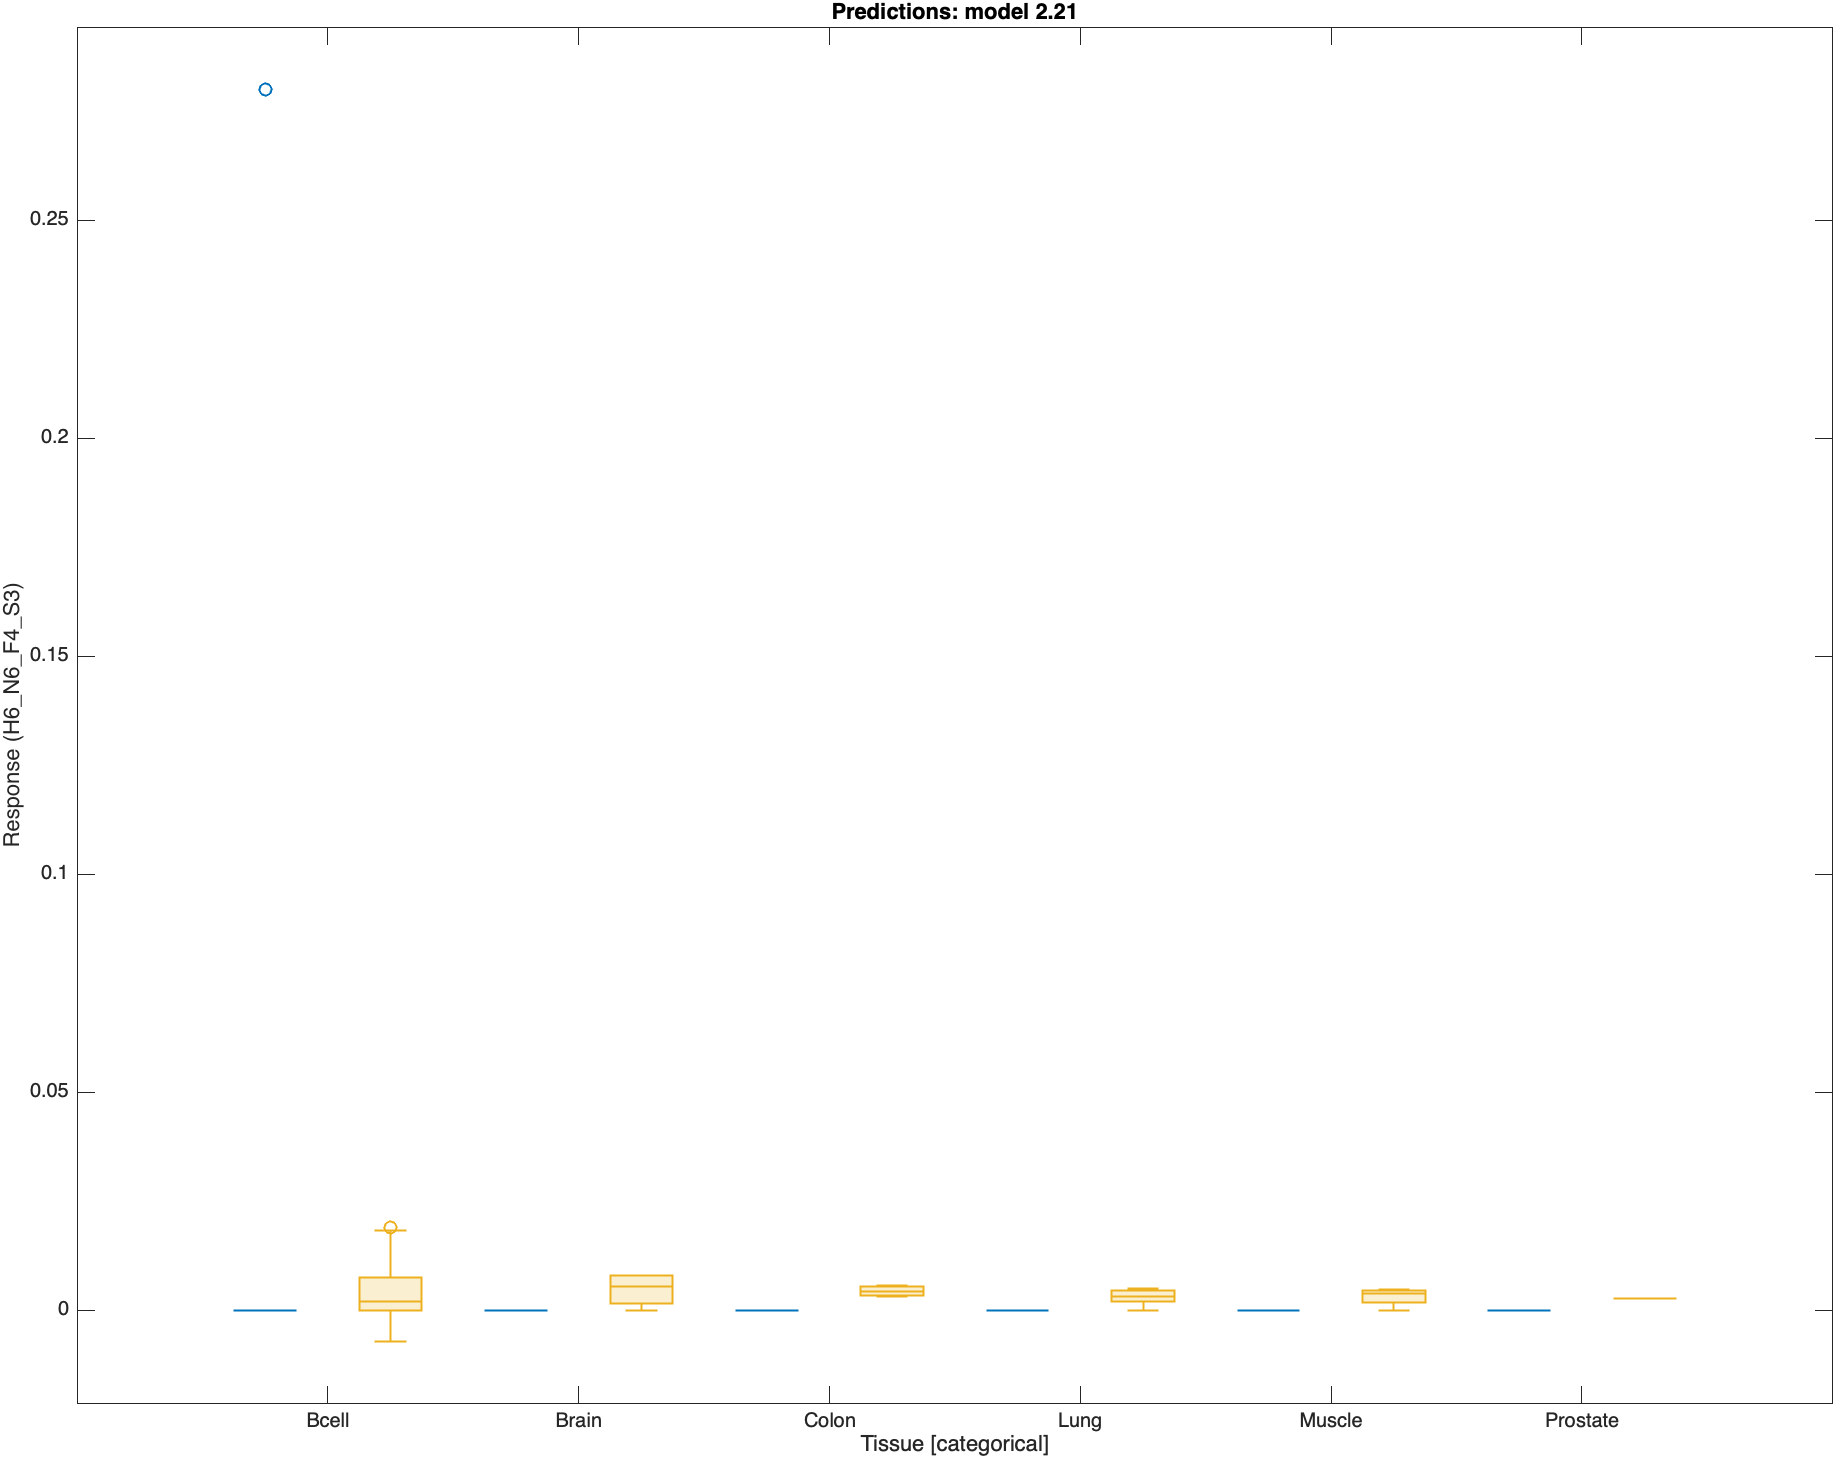 Predictions: model 2.21
Response (H6_N6_F4_S3)
0.25
0.2
0.15
0.1
0.05
0
Bcell Brain Colon Lung Muscle Prostate
Tissue [categorical]